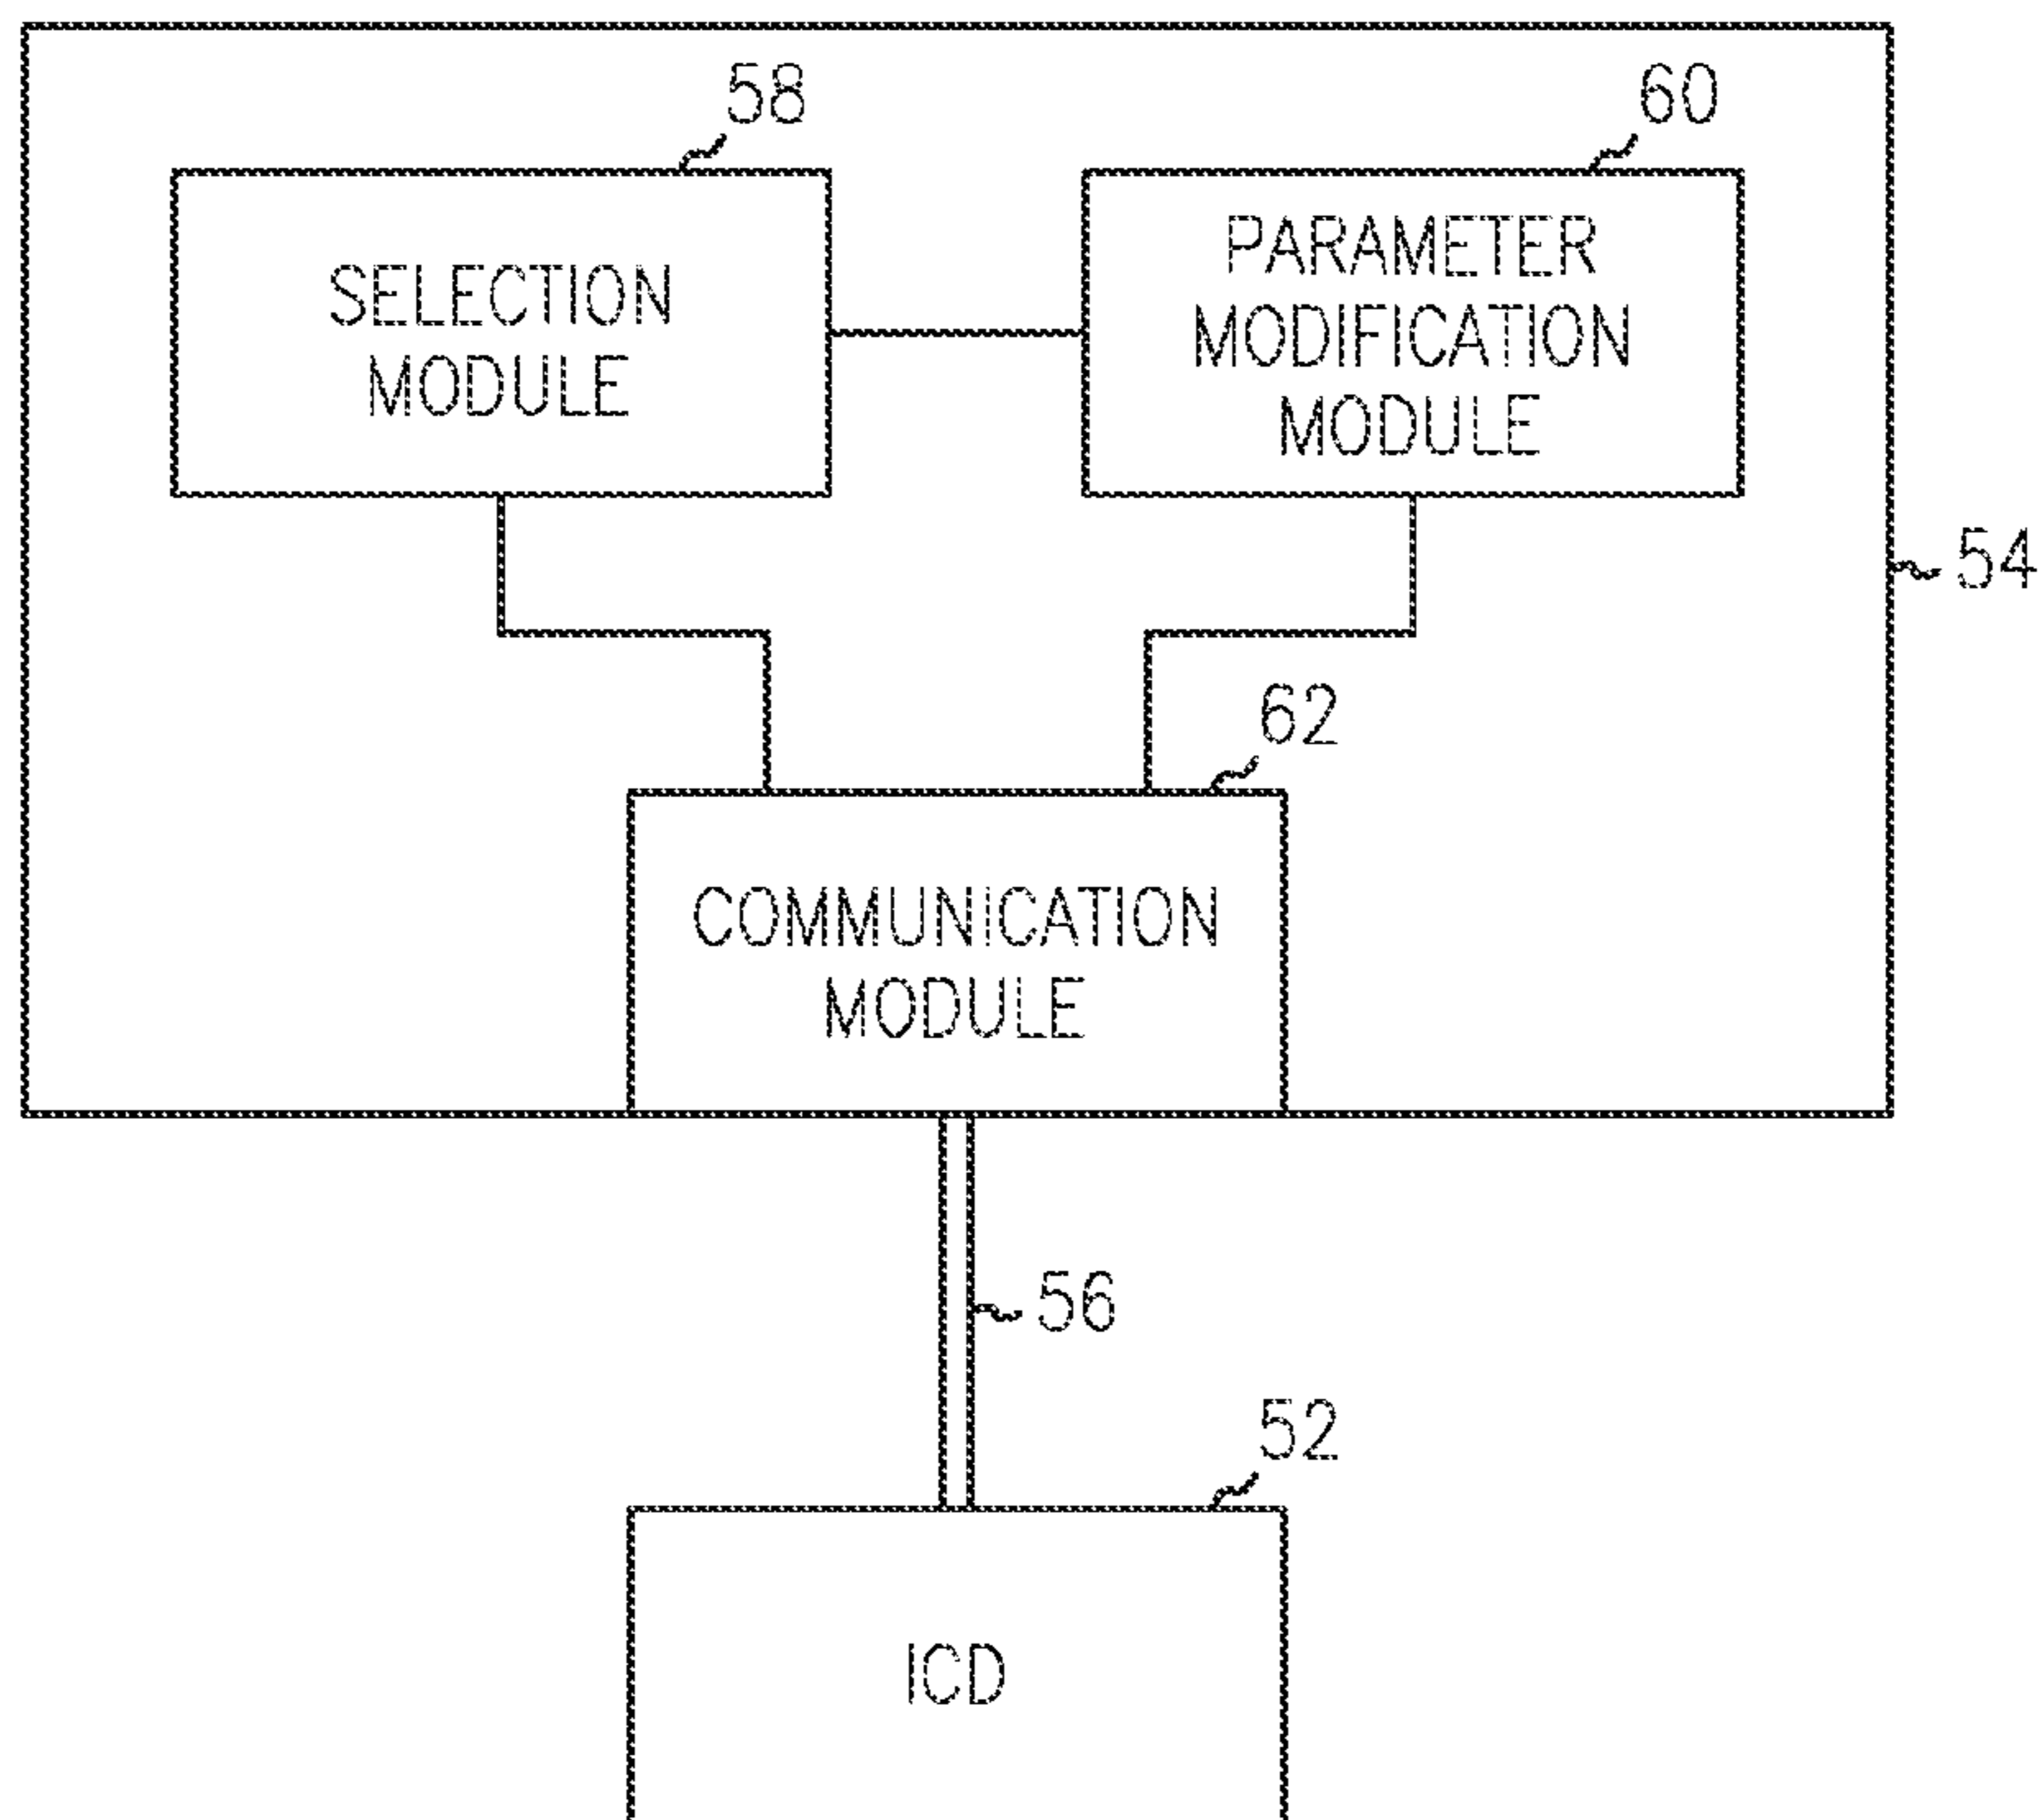 58
60
SELECTION
MODULE
PARAMETER
MODIFICATION
MODULE
54
62
COMMUNICATION
MODULE
56
52
ICD